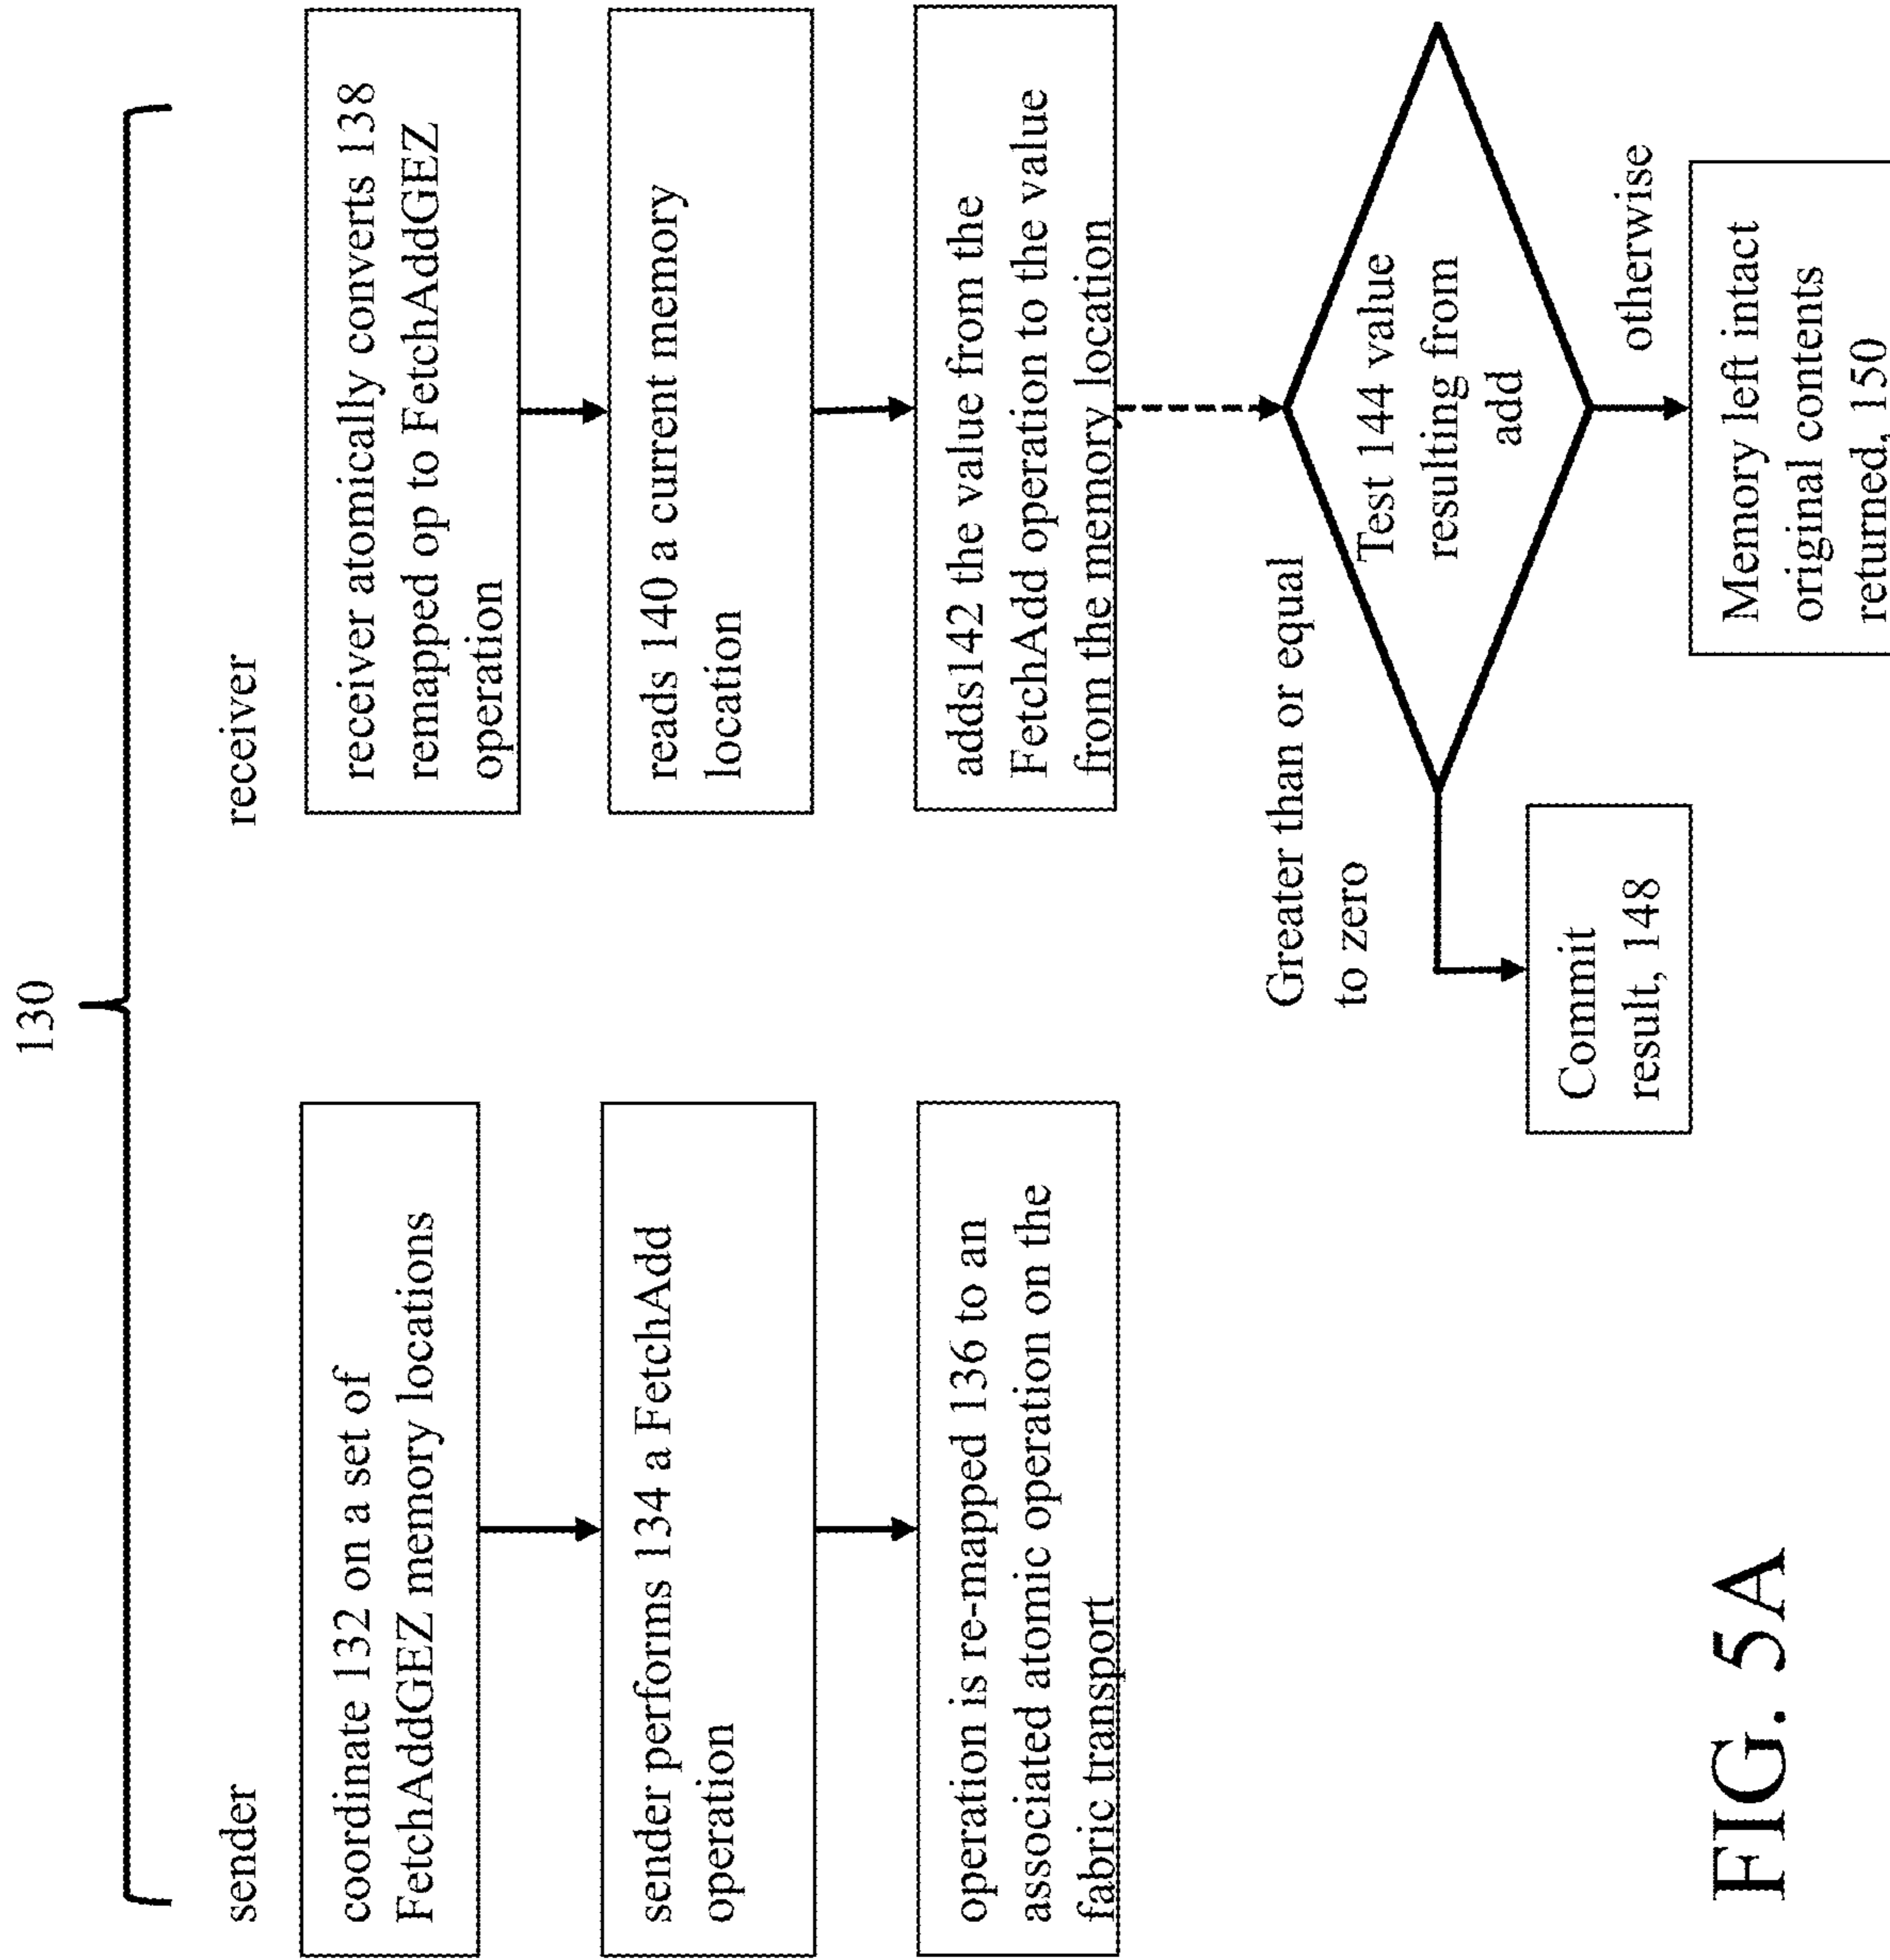 130
sender
coordinate 132 on a set of
FetchAddGEZ memory locations
sender performs 134 a FetchAdd
operation
operation is re-mapped 136 to an
associated atomic operation on the
fabric transport
receiver
receiver atomically converts 138
remapped op to FetchAddGEZ
operation
reads 140 a current memory
location
adds142 the value from the
FetchAdd operation to the value
from the memory location
Greater than or equal
to zero
Test 144 value
resulting from
add
otherwise
Commit
result, 148
Memory left intact
original contents
returned, 150
FIG. 5A